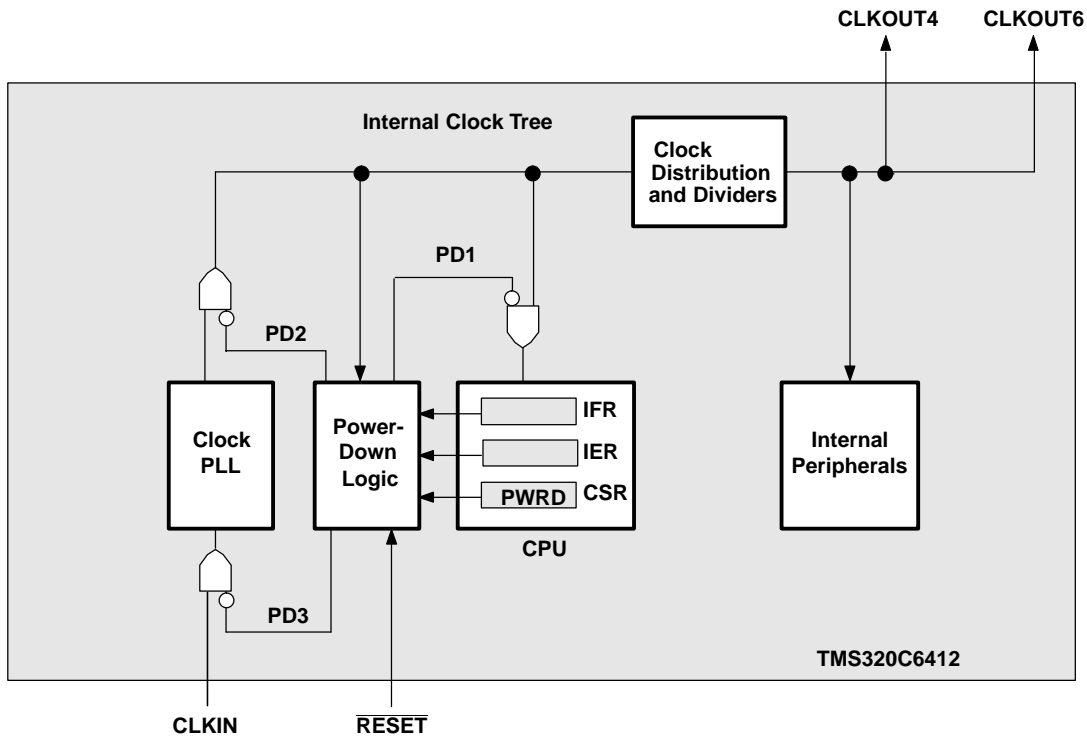 CLKOUT4
CLKOUT6
Internal Clock Tree
Clock
Distribution
and Dividers
PD1
PD2
Clock
PLL
Power-
Down
Logic
IFR
IER
PWRD
CSR
CPU
Internal
Peripherals
PD3
TMS320C6412
CLKIN
RESET